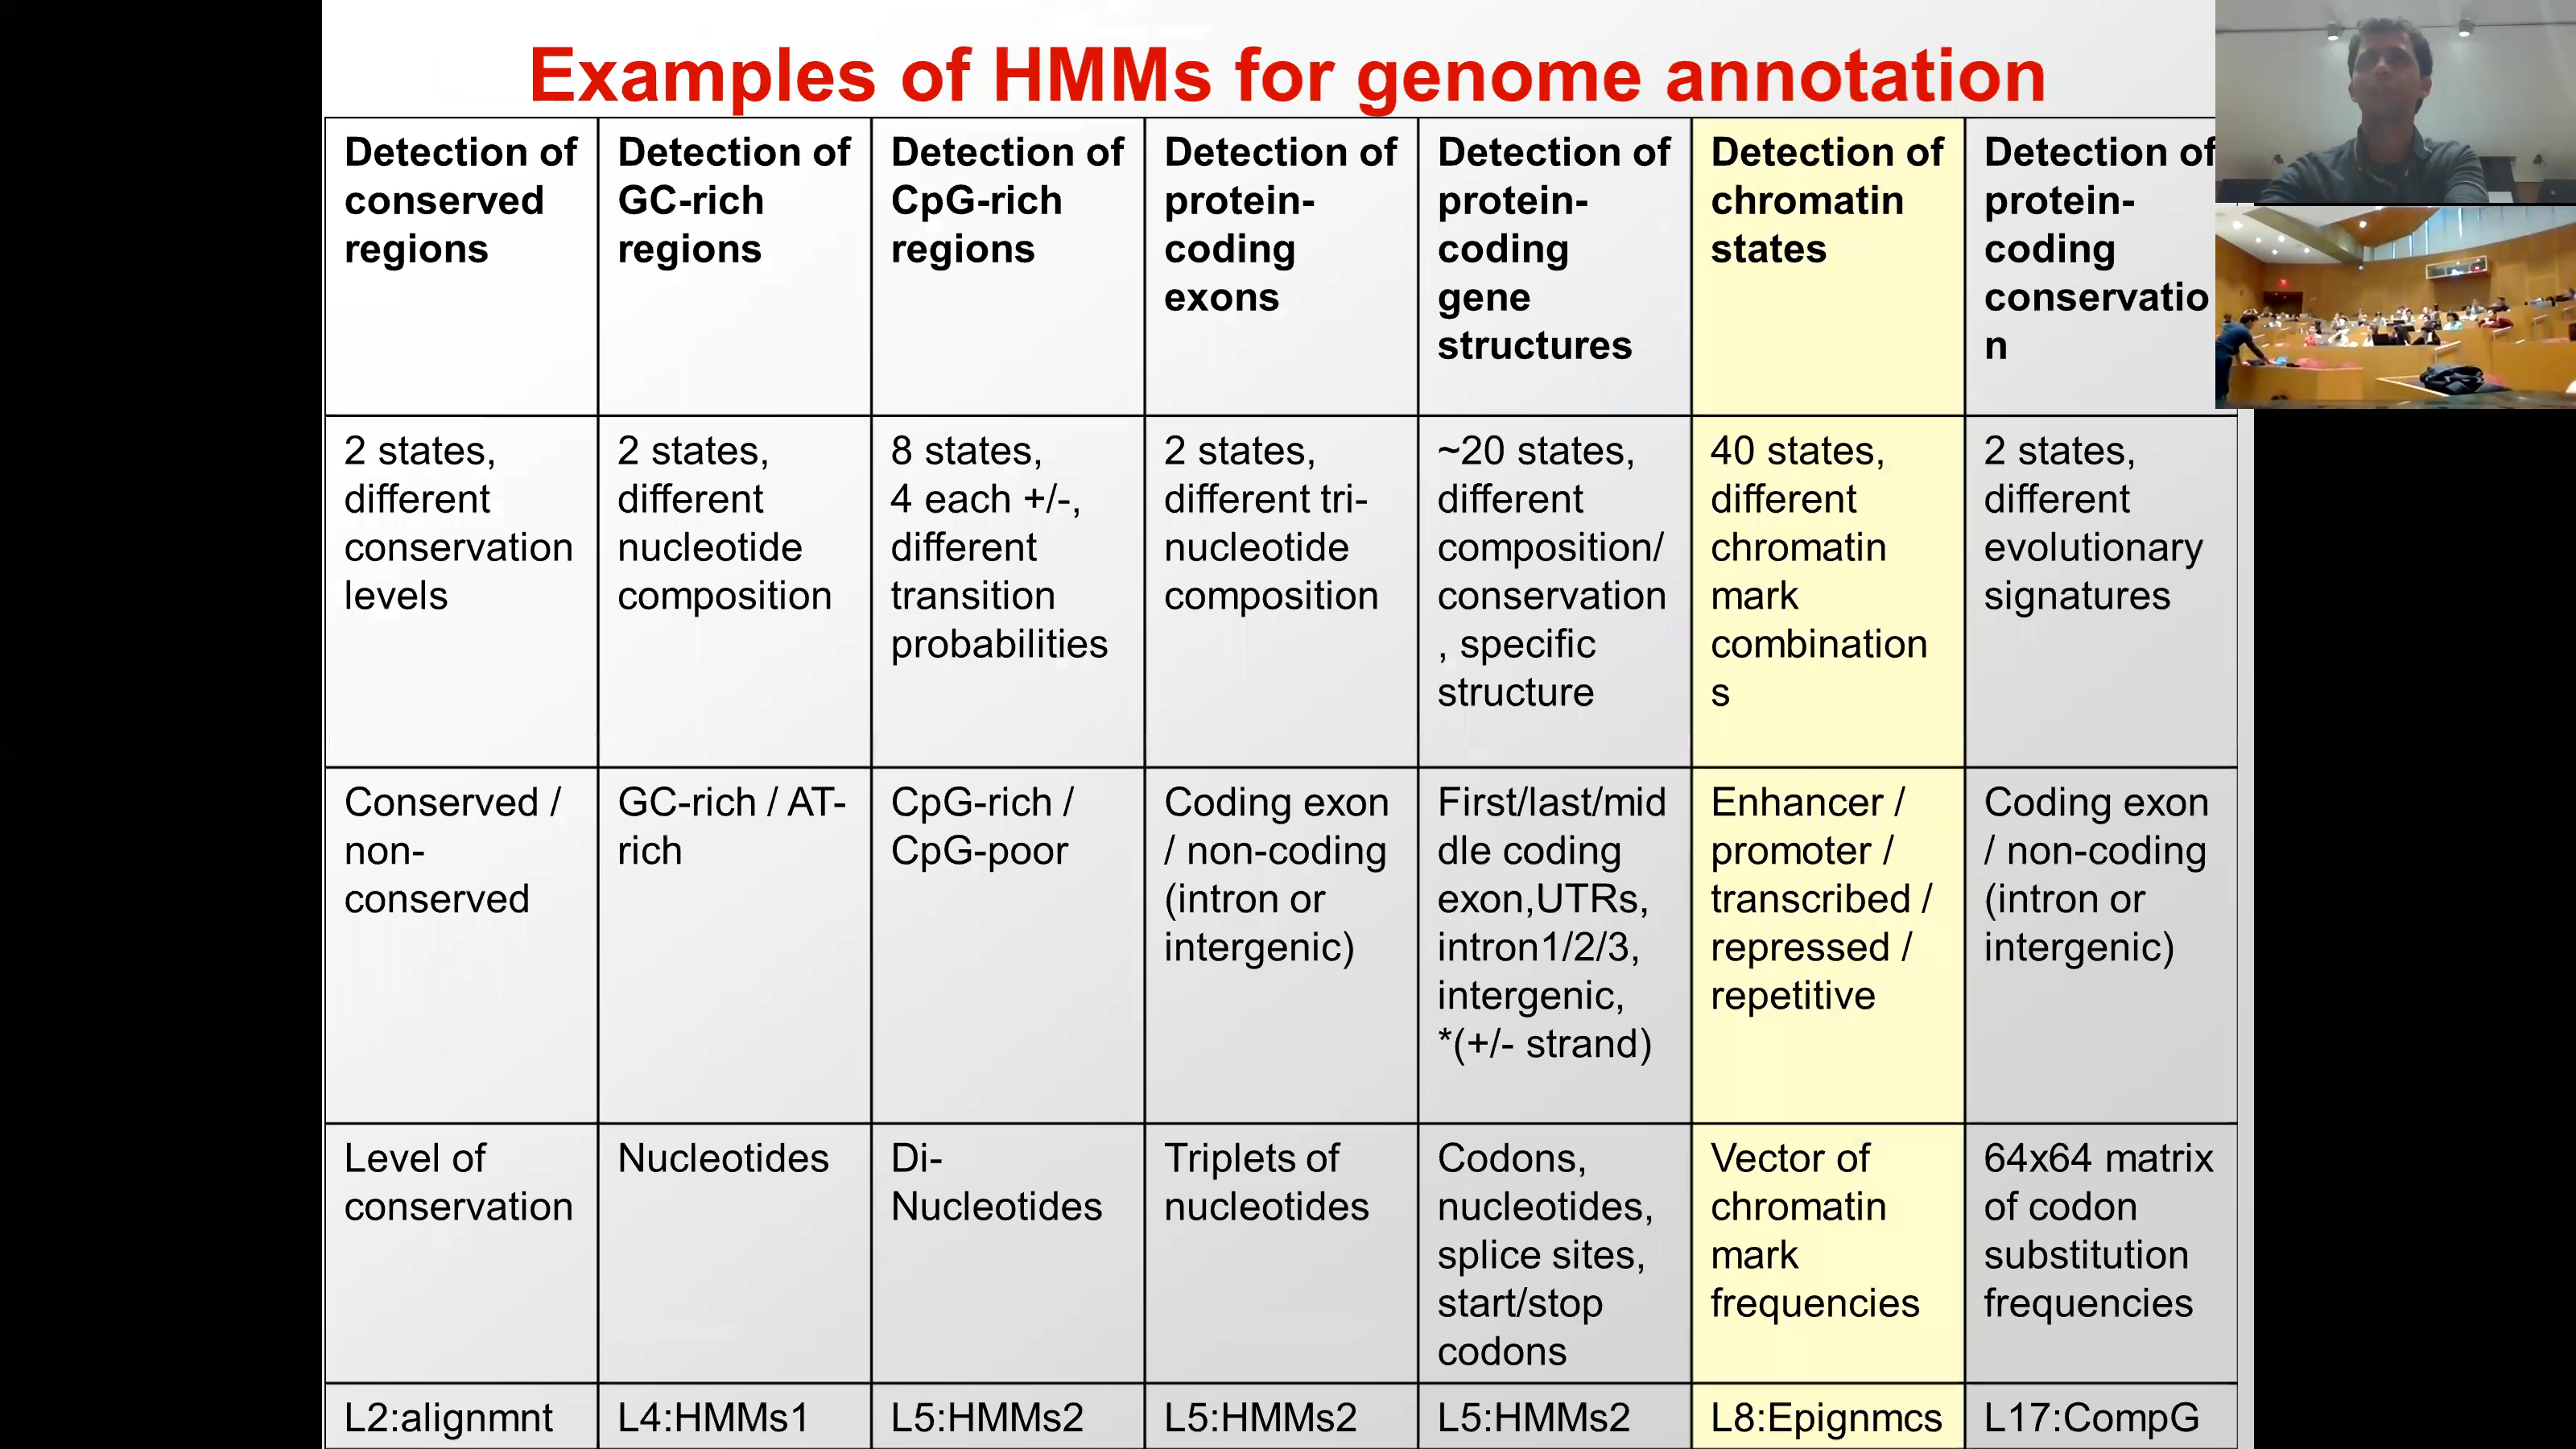 Examples of HMMs for genome annotation
Detection of
conserved
regions
Detection of
GC-rich
regions
Detection of
CpG-rich
regions
Detection of
protein-
coding
exons
Detection of
protein-
coding
gene
structures
Detection of
chromatin
states
Detection of
protein-
coding
conservatio
n
2 states,
different
conservation
levels
2 states,
different
nucleotide
composition
8 states,
4 each +/-,
different
transition
probabilities
2 states,
different tri-
nucleotide
composition
~20 states,
different
composition/
conservation
, specific
structure
40 states,
different
chromatin
mark
combination
s
2 states,
different
evolutionary
signatures
Conserved /
non-
conserved
GC-rich / AT-
rich
CpG-rich /
CpG-poor
Coding exon
/ non-coding
(intron or
intergenic)
First/last/mid
dle coding
exon,UTRs,
intron1/2/3,
intergenic,
*(+/- strand)
Enhancer /
promoter /
transcribed /
repressed /
repetitive
Coding exon
/ non-coding
(intron or
intergenic)
Level of
conservation
Nucleotides
Di-
Nucleotides
Triplets of
nucleotides
Codons,
nucleotides,
splice sites,
start/stop
codons
Vector of
chromatin
mark
frequencies
64x64 matrix
of codon
substitution
frequencies
L2:alignmnt
L4:HMMs1
L5:HMMs2
L5:HMMs2
L5:HMMs2
L8:Epignmcs
L17:CompG